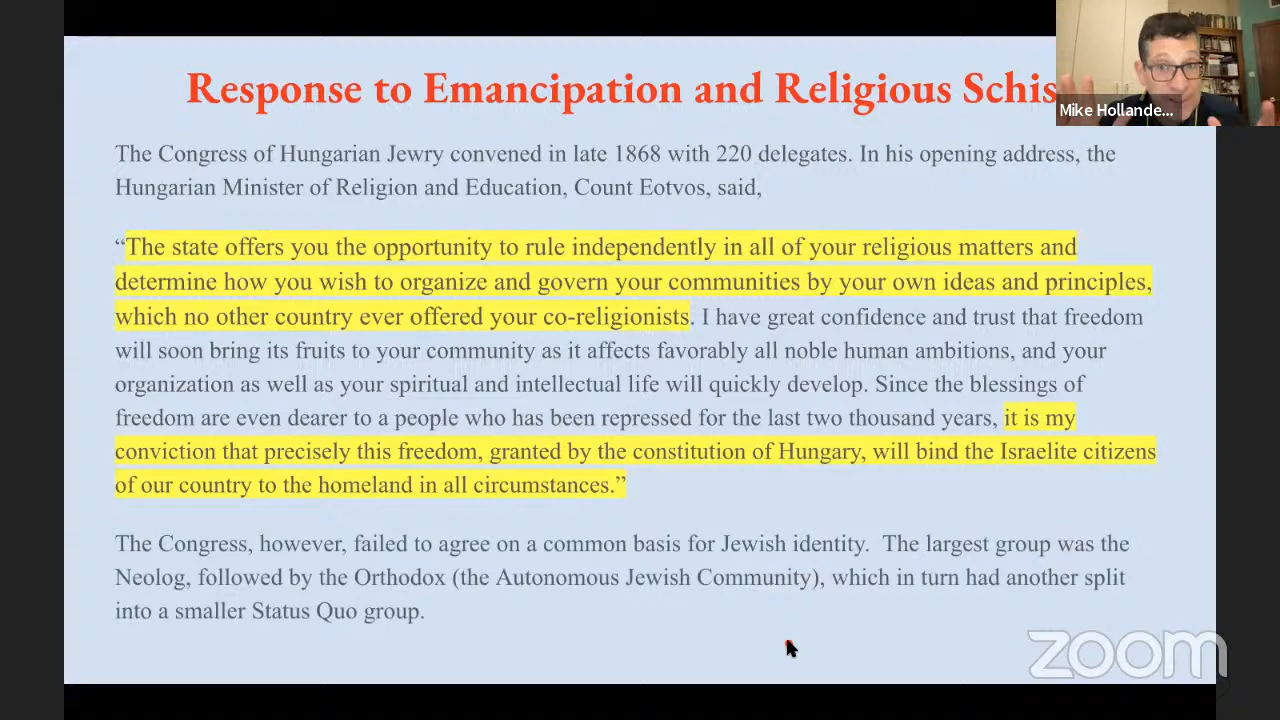 Response to Emancipation and Religious Schis
Mike Hollande...
The Congress of Hungarian Jewry convened in late 1868 with 220 delegates. In his opening address, the
Hungarian Minister of Religion and Education, Count Eotvos, said,
“The state offers you the opportunity to rule independently in all of your religious matters and
determine how you wish to organize and govern your communities by your own ideas and principles,
which no other country ever offered your co-religionists. I have great confidence and trust that freedom
will soon bring its fruits to your community as it affects favorably all noble human ambitions, and your
organization as well as your spiritual and intellectual life will quickly develop. Since the blessings of
freedom are even dearer to a people who has been repressed for the last two thousand years, it is my
conviction that precisely this freedom, granted by the constitution of Hungary, will bind the Israelite citizens
of our country to the homeland in all circumstances.”
The Congress, however, failed to agree on a common basis for Jewish identity.  The largest group was the
Neolog, followed by the Orthodox (the Autonomous Jewish Community), which in turn had another split
into a smaller Status Quo group.
zoom